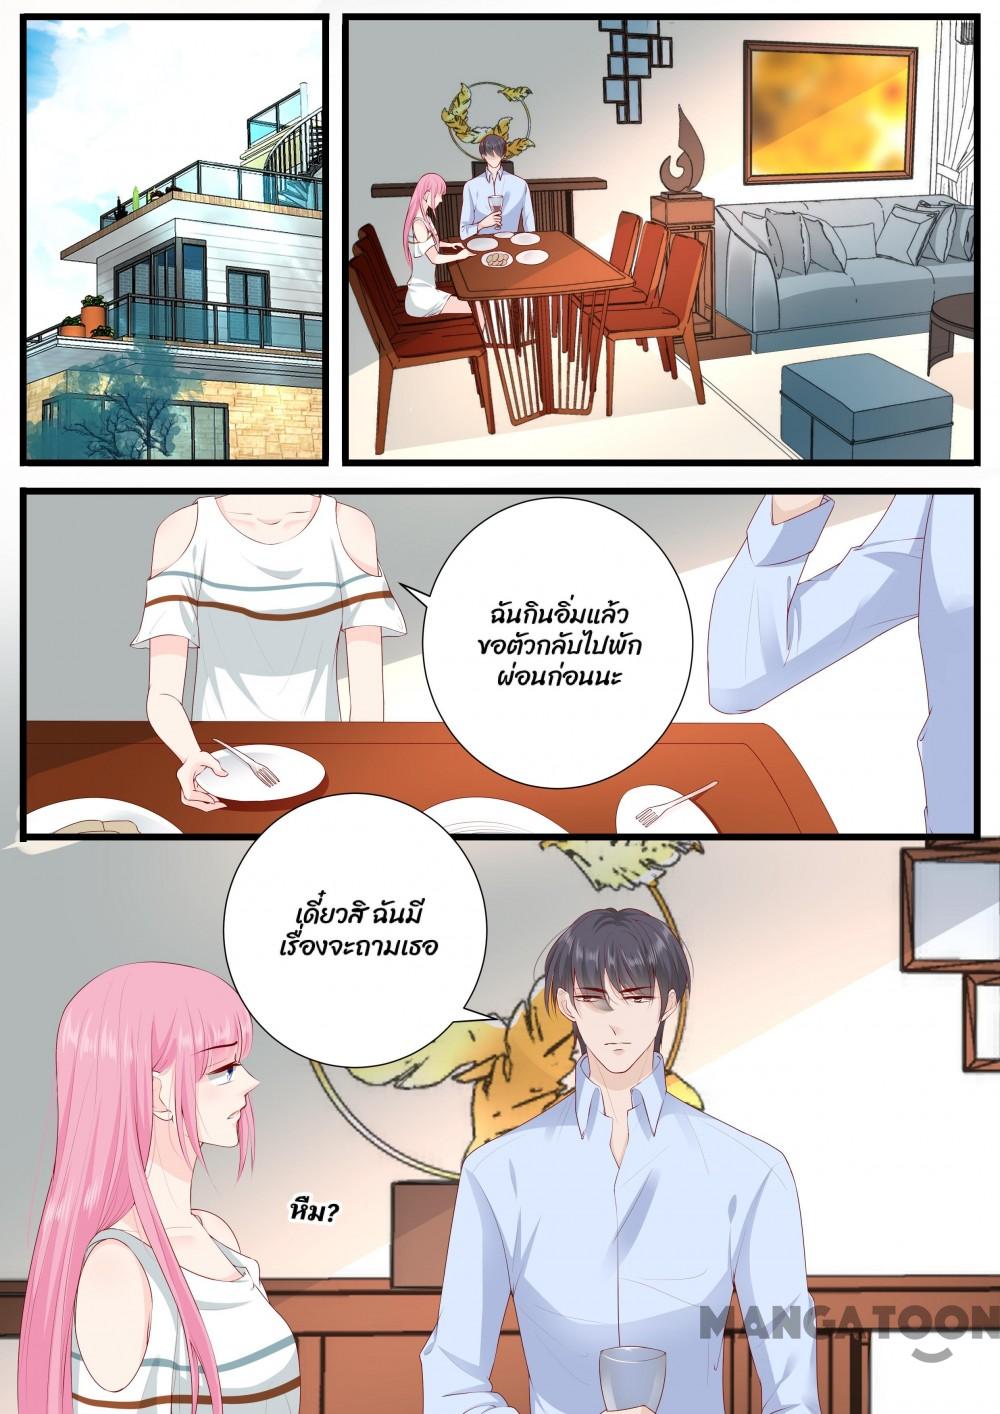 ฉันกินอิ่มแล้ว
ขอตัวกลับไปพัก
ผ่อนก่อนนะ
เดี๋ยวสิ ฉันมี
เรื่องจะถามเธอ
หืม?
MANGATOON